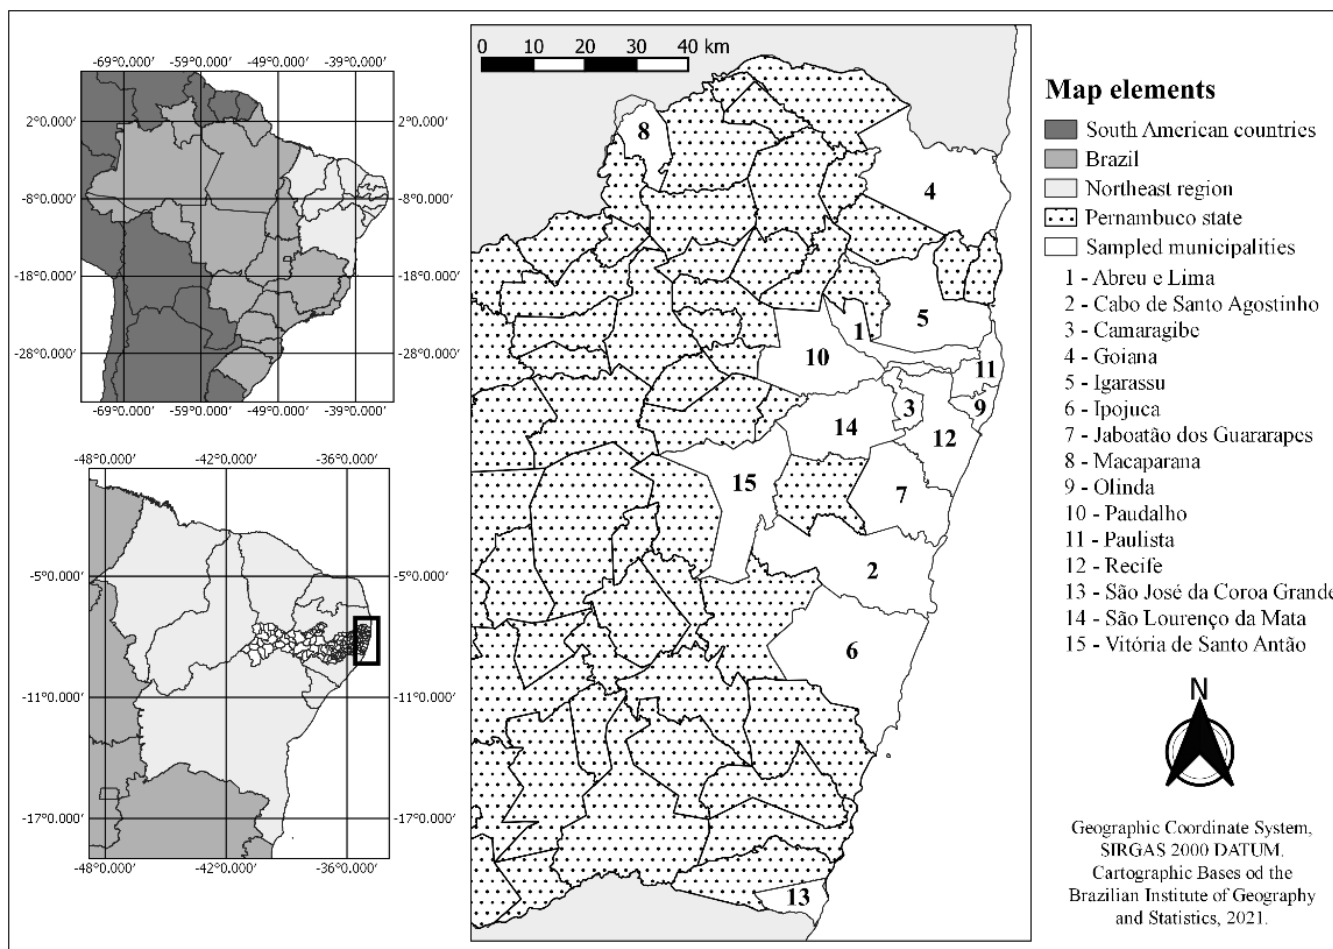 -69°0.000′ -59°0.000′ -49°0.000′ -39°0.000′
2°0.000′ 2°0.000′
-8°0.000′ -8°0.000′
-18°0.000′ -18°0.000′
-28°0.000′ -28°0.000′
-69°0.000′ -59°0.000′ -49°0.000′ -39°0.000′
-48°0.000′ -42°0.000′ -36°0.000′
-5°0.000′ -5°0.000′
-11°0.000′ -11°0.000′
-17°0.000′ -17°0.000′
-48°0.000′ -42°0.000′ -36°0.000′
0 10 20 30 40 km
8
4
5
1
10
11
3
9
14
12
15
7
2
6
13
Map elements
South American countries
Brazil
Northeast region
Pernambuco state
Sampled municipalities
1 - Abreu e Lima
2 - Cabo de Santo Agostinho
3 - Camaragibe
4 - Goiana
5 - Igarassu
6 - Ipojuca
7 - Jaboatão dos Guararapes
8 - Macaparana
9 - Olinda
10 - Paudalho
11 - Paulista
12 - Recife
13 - São José da Coroa Grande
14 - São Lourenço da Mata
15 - Vitória de Santo Antão
N
Geographic Coordinate System,
SIRGAS 2000 DATUM.
Cartographic Bases od the
Brazilian Institute of Geography
and Statistics, 2021.